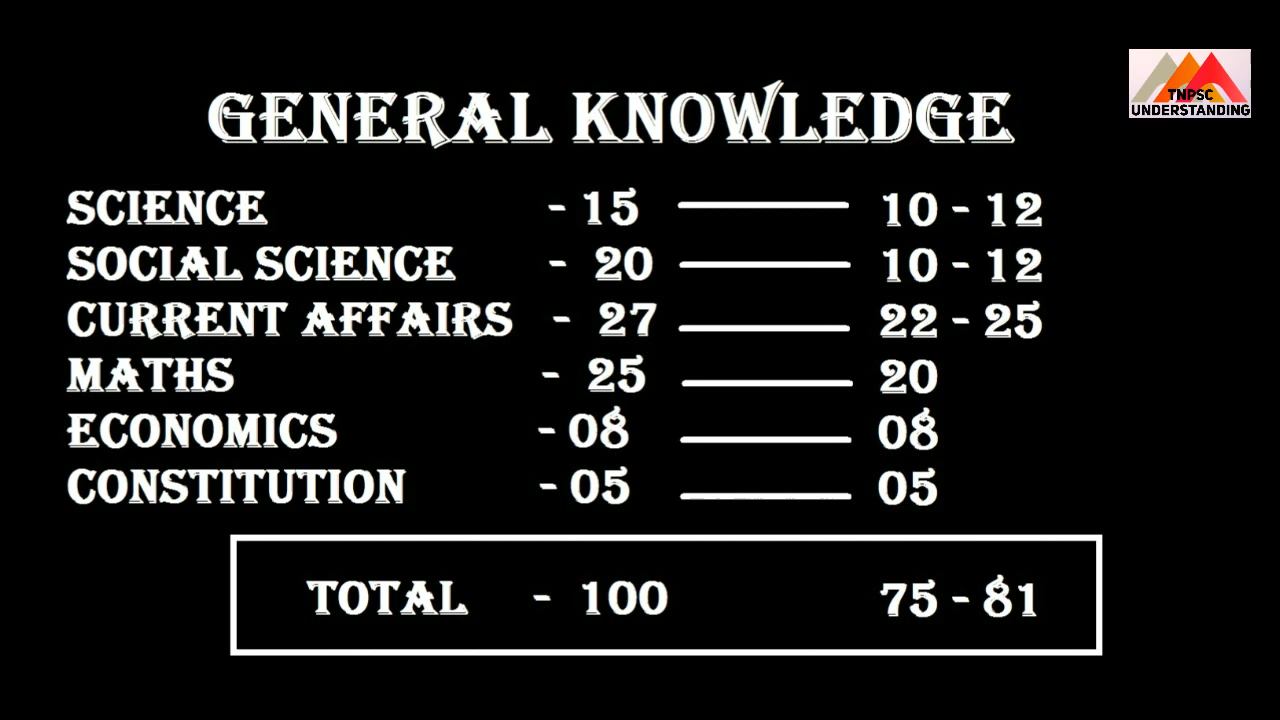 TNPSC
UNDERSTANDING
GENERAL KNOWLEDGE
SCIENCE - 15 10 - 12
SOCIAL SCIENCE - 20 10 - 12
CURRENT AFFAIRS - 27 22 - 25
MATHS - 25 20
ECONOMICS - 08 08
CONSTITUTION - 05 05
TOTAL - 100 75 - 81